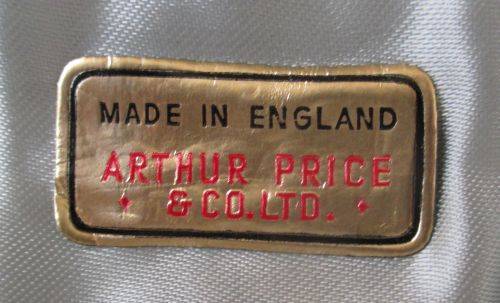 MADE IN ENGLAND
ARTHUR PRICE
& CO. LTD.